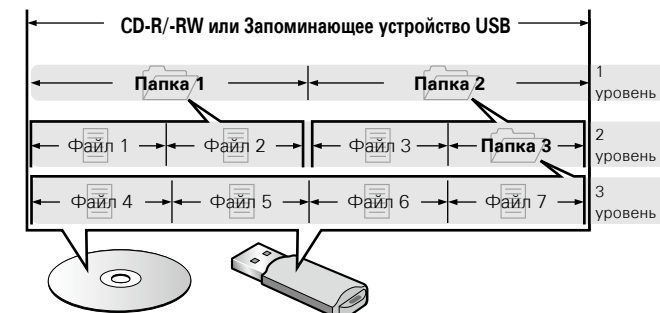 CD-R/-RW или Запоминающее устройство USB
Папка 1 Папка 2 1 уровень
Файл 1 Файл 2 Файл 3 Папка 3 2 уровень
Файл 4 Файл 5 Файл 6 Файл 7 3 уровень